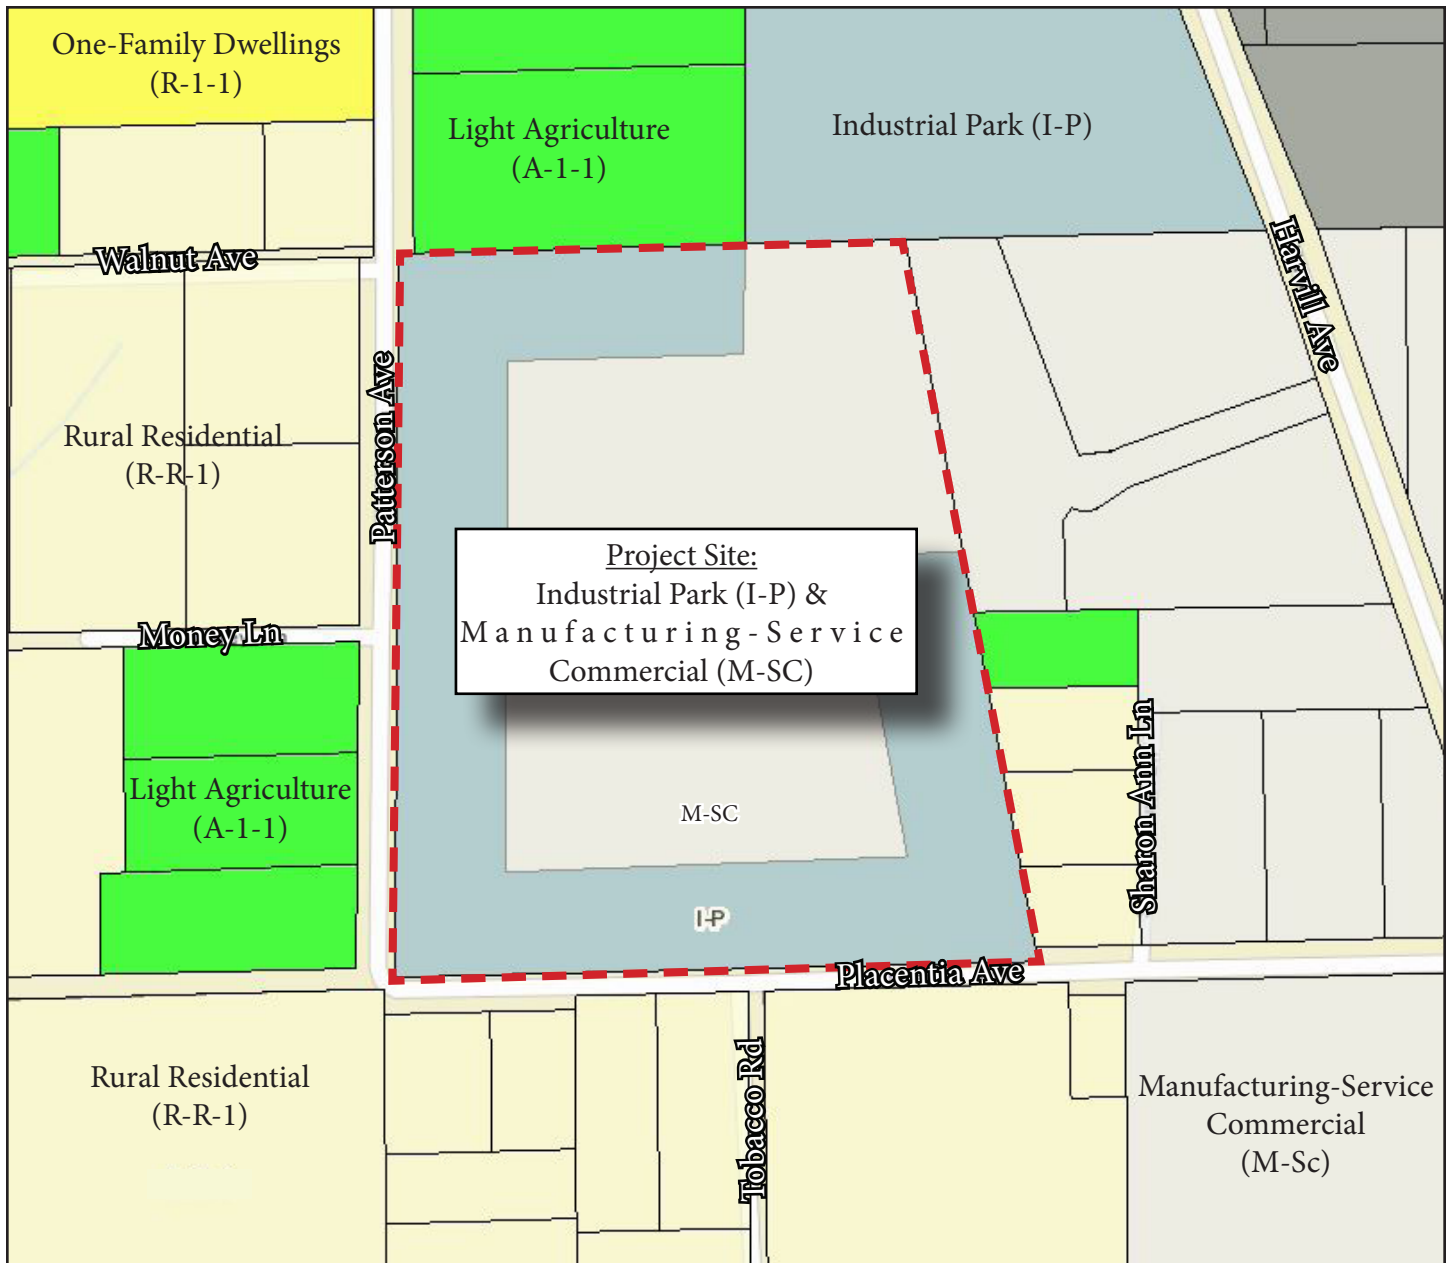 One-Family Dwellings
(R-1-1)
Light Agriculture
(A-1-1)
Industrial Park (I-P)
Walnut Ave
Harvill Ave
Patterson Ave
Rural Residential
(R-R-1)
Project Site:
Industrial Park (I-P) &
Manufacturing-Service
Commercial (M-SC)
Money Ln
Light Agriculture
(A-1-1)
M-SC
Sharon Ann Ln
I-P
Placentia Ave
Rural Residential
(R-R-1)
Tobacco Rd
Manufacturing-Service
Commercial
(M-Sc)